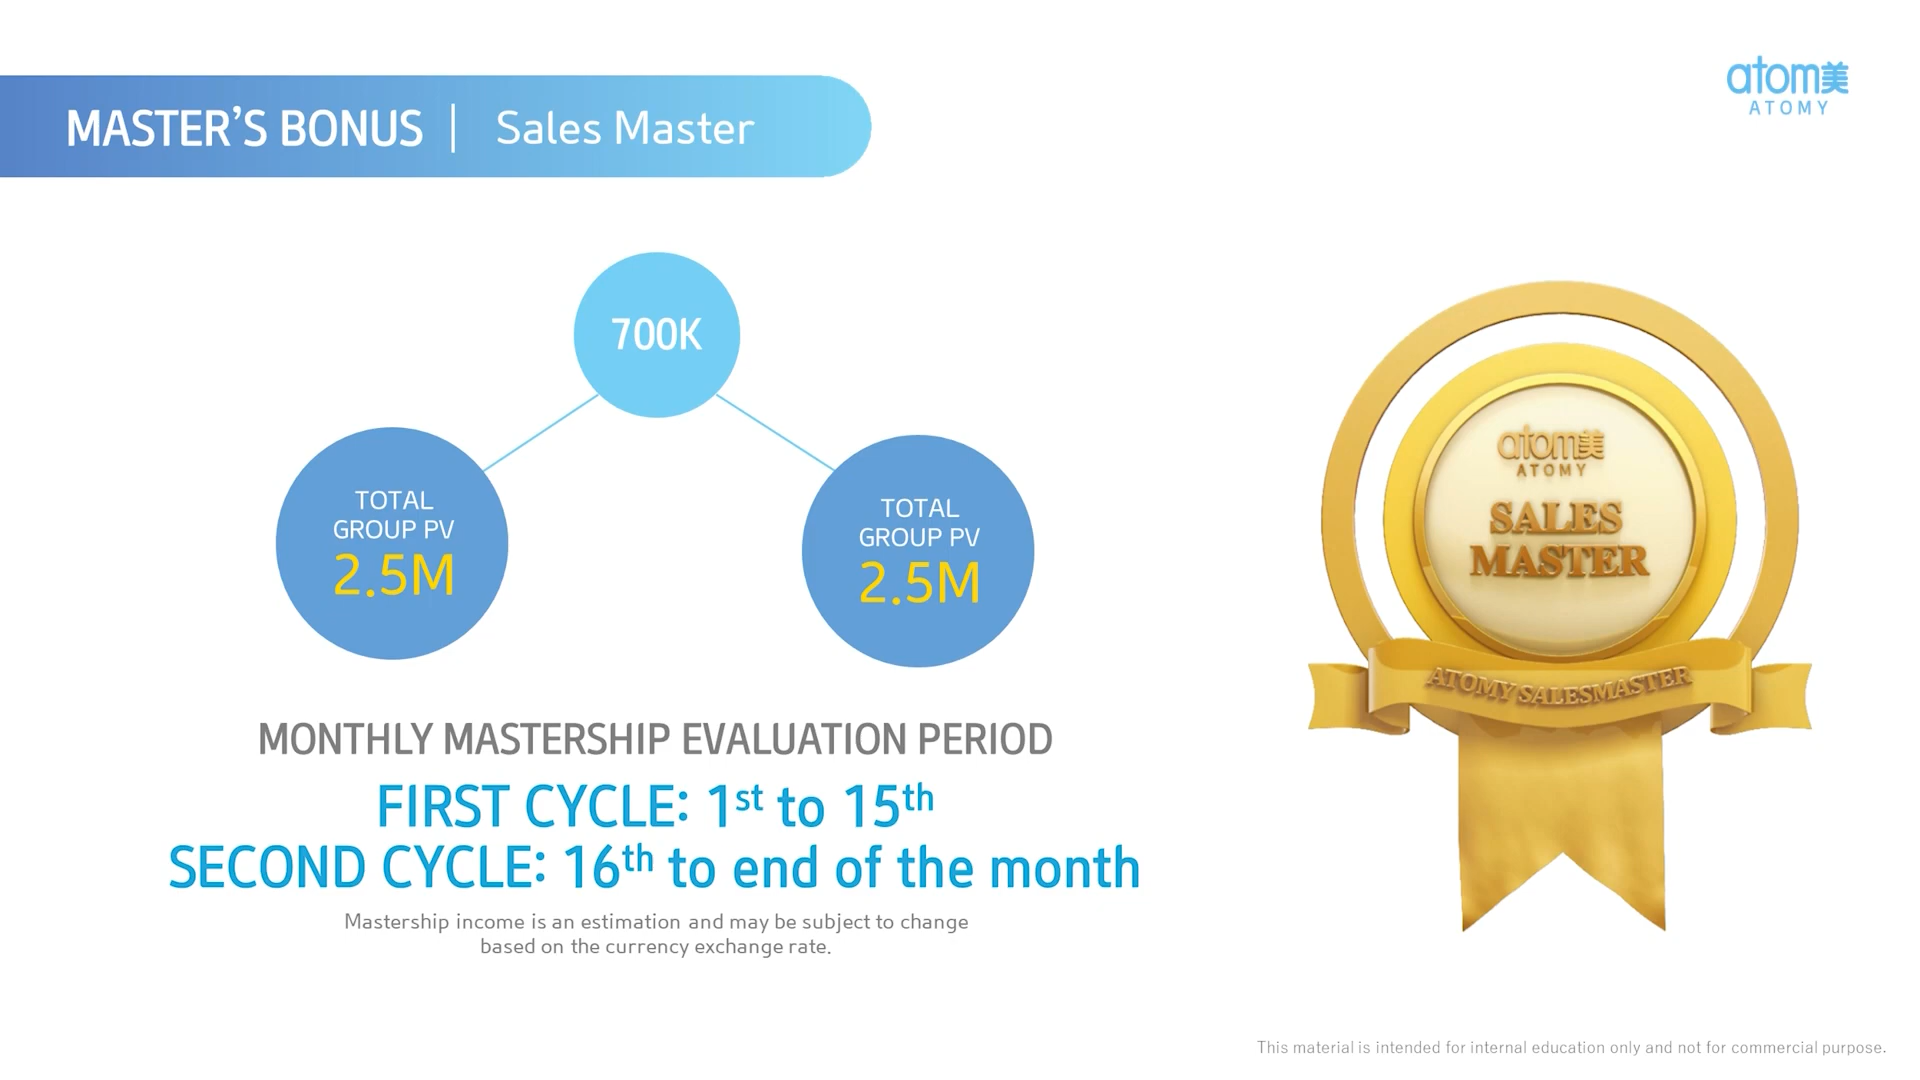 MASTER'S BONUS | Sales Master
atom美
ATOMY
700K
TOTAL
GROUP PV
2.5M
TOTAL
GROUP PV
2.5M
atom美
ATOMY
SALES
MASTER
ATOMY SALESMASTER
MONTHLY MASTERSHIP EVALUATION PERIOD
FIRST CYCLE: 1st to 15th
SECOND CYCLE: 16th to end of the month
Mastership income is an estimation and may be subject to change
based on the currency exchange rate.
This material is intended for internal education only and not for commercial purpose.